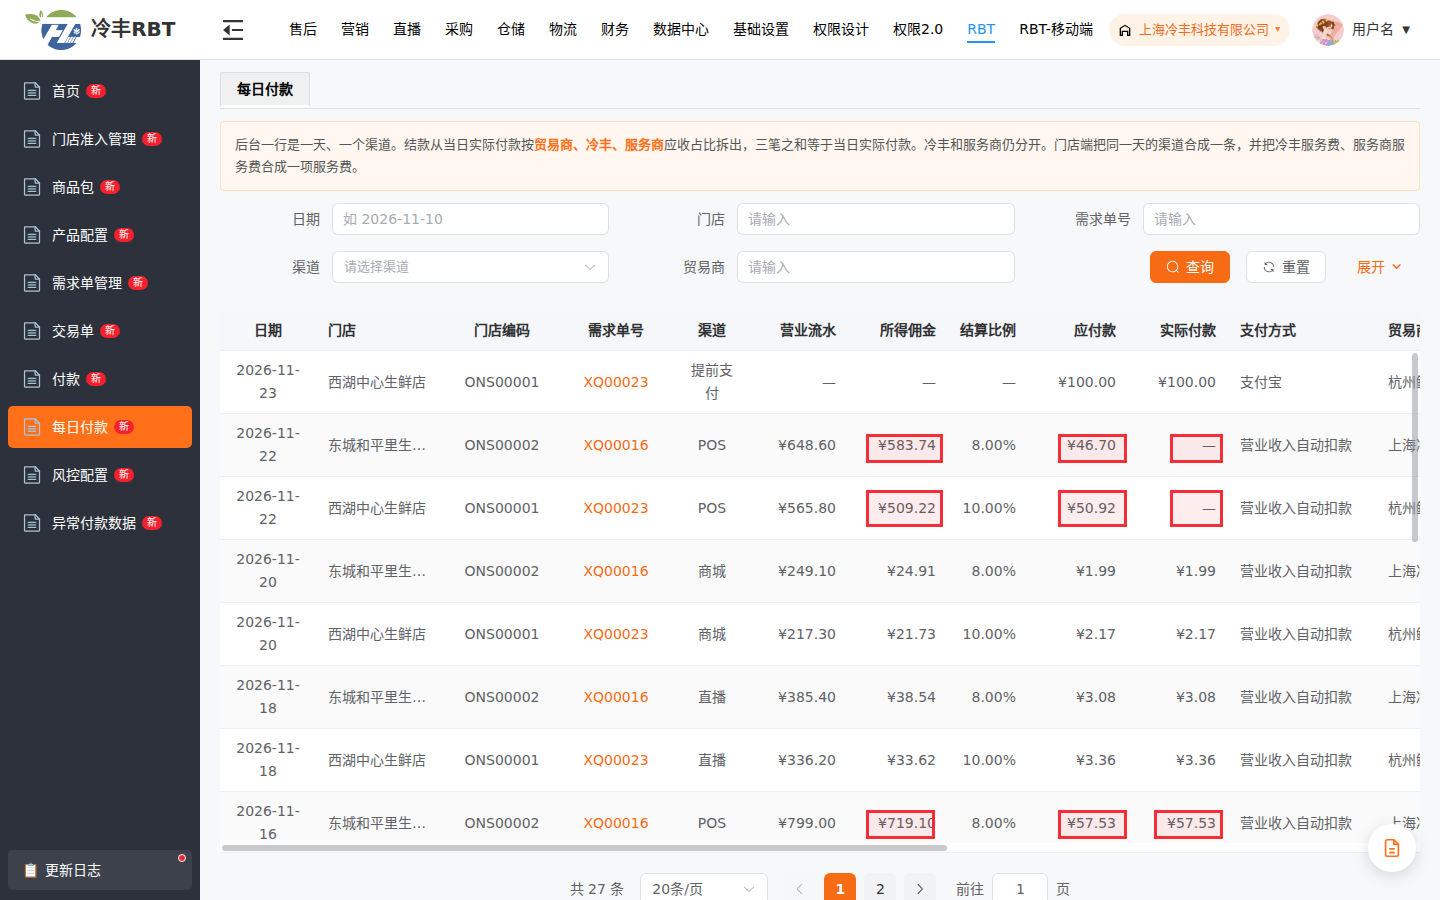 冷丰RBT
售后 营销 直播 采购 仓储 物流 财务 数据中心 基础设置 权限设计 权限2.0 RBT RBT-移动端 上海冷丰科技有限公司 ▾ 用户名 ▼
首页 新
门店准入管理 新
商品包 新
产品配置 新
需求单管理 新
交易单 新
付款 新
每日付款 新
风控配置 新
异常付款数据 新
更新日志
每日付款
后台一行是一天、一个渠道。结款从当日实际付款按贸易商、冷丰、服务商应收占比拆出，三笔之和等于当日实际付款。冷丰和服务商仍分开。门店端把同一天的渠道合成一条，并把冷丰服务费、服务商服
务费合成一项服务费。
日期 如 2026-11-10 门店 请输入 需求单号 请输入
渠道 请选择渠道 贸易商 请输入 查询 重置 展开
日期 门店 门店编码 需求单号 渠道 营业流水 所得佣金 结算比例 应付款 实际付款 支付方式 贸易
2026-11-23 西湖中心生鲜店 ONS00001 XQ00023 提前支付 — — — ¥100.00 ¥100.00 支付宝 杭州
2026-11-22 东城和平里生... ONS00002 XQ00016 POS ¥648.60 ¥583.74 8.00% ¥46.70 — 营业收入自动扣款 上海
2026-11-22 西湖中心生鲜店 ONS00001 XQ00023 POS ¥565.80 ¥509.22 10.00% ¥50.92 — 营业收入自动扣款 杭州
2026-11-20 东城和平里生... ONS00002 XQ00016 商城 ¥249.10 ¥24.91 8.00% ¥1.99 ¥1.99 营业收入自动扣款 上海
2026-11-20 西湖中心生鲜店 ONS00001 XQ00023 商城 ¥217.30 ¥21.73 10.00% ¥2.17 ¥2.17 营业收入自动扣款 杭州
2026-11-18 东城和平里生... ONS00002 XQ00016 直播 ¥385.40 ¥38.54 8.00% ¥3.08 ¥3.08 营业收入自动扣款 上海
2026-11-18 西湖中心生鲜店 ONS00001 XQ00023 直播 ¥336.20 ¥33.62 10.00% ¥3.36 ¥3.36 营业收入自动扣款 杭州
2026-11-16 东城和平里生... ONS00002 XQ00016 POS ¥799.00 ¥719.10 8.00% ¥57.53 ¥57.53 营业收入自动扣款 上海
共 27 条 20条/页 1 2 前往 1 页